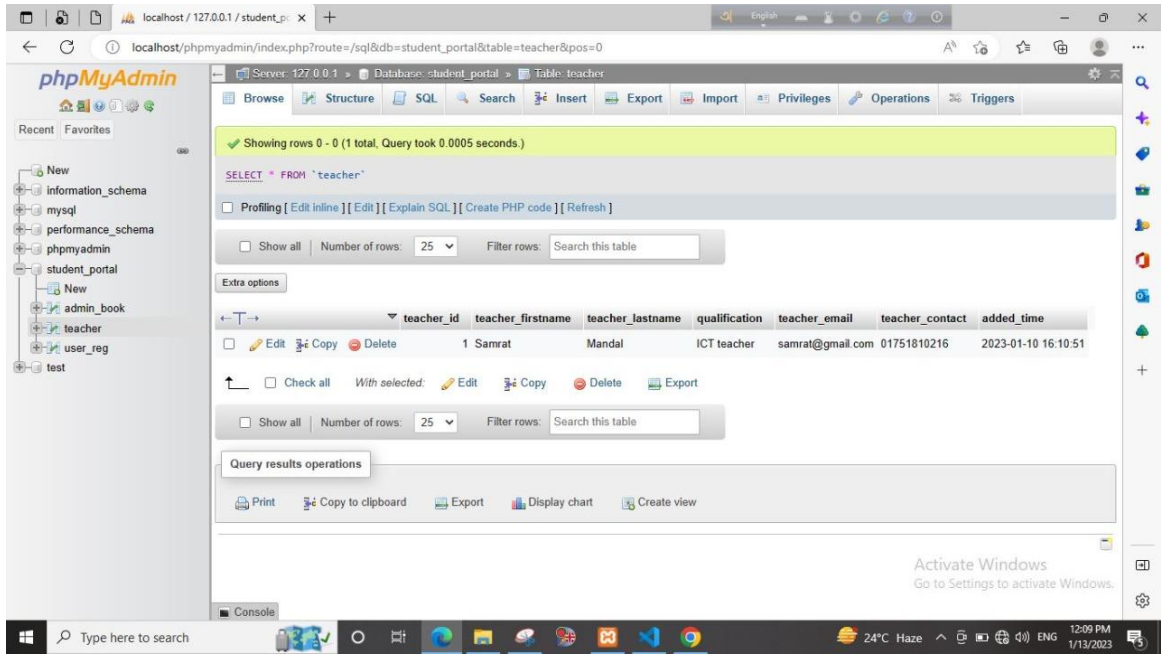 localhost / 127.0.0.1 / student_pc
English
localhost/phpmyadmin/index.php?route=/sql&db=student_portal&table=teacher&pos=0
phpMyAdmin
Recent Favorites
New
information_schema
mysql
performance_schema
phpmyadmin
student_portal
New
admin_book
teacher
user_reg
test
Server: 127.0.0.1 » Database: student_portal » Table: teacher
Browse Structure SQL Search Insert Export Import Privileges Operations Triggers
Showing rows 0 - 0 (1 total, Query took 0.0005 seconds.)
SELECT * FROM `teacher`
Profiling [ Edit inline ] [ Edit ] [ Explain SQL ] [ Create PHP code ] [ Refresh ]
Show all | Number of rows: 25 Filter rows: Search this table
Extra options
←T→ teacher_id teacher_firstname teacher_lastname qualification teacher_email teacher_contact added_time
Edit Copy Delete 1 Samrat Mandal ICT teacher samrat@gmail.com 01751810216 2023-01-10 16:10:51
Check all With selected: Edit Copy Delete Export
Show all | Number of rows: 25 Filter rows: Search this table
Query results operations
Print Copy to clipboard Export Display chart Create view
Activate Windows
Go to Settings to activate Windows.
Console
Type here to search
24°C Haze ENG 12:09 PM
1/13/2023